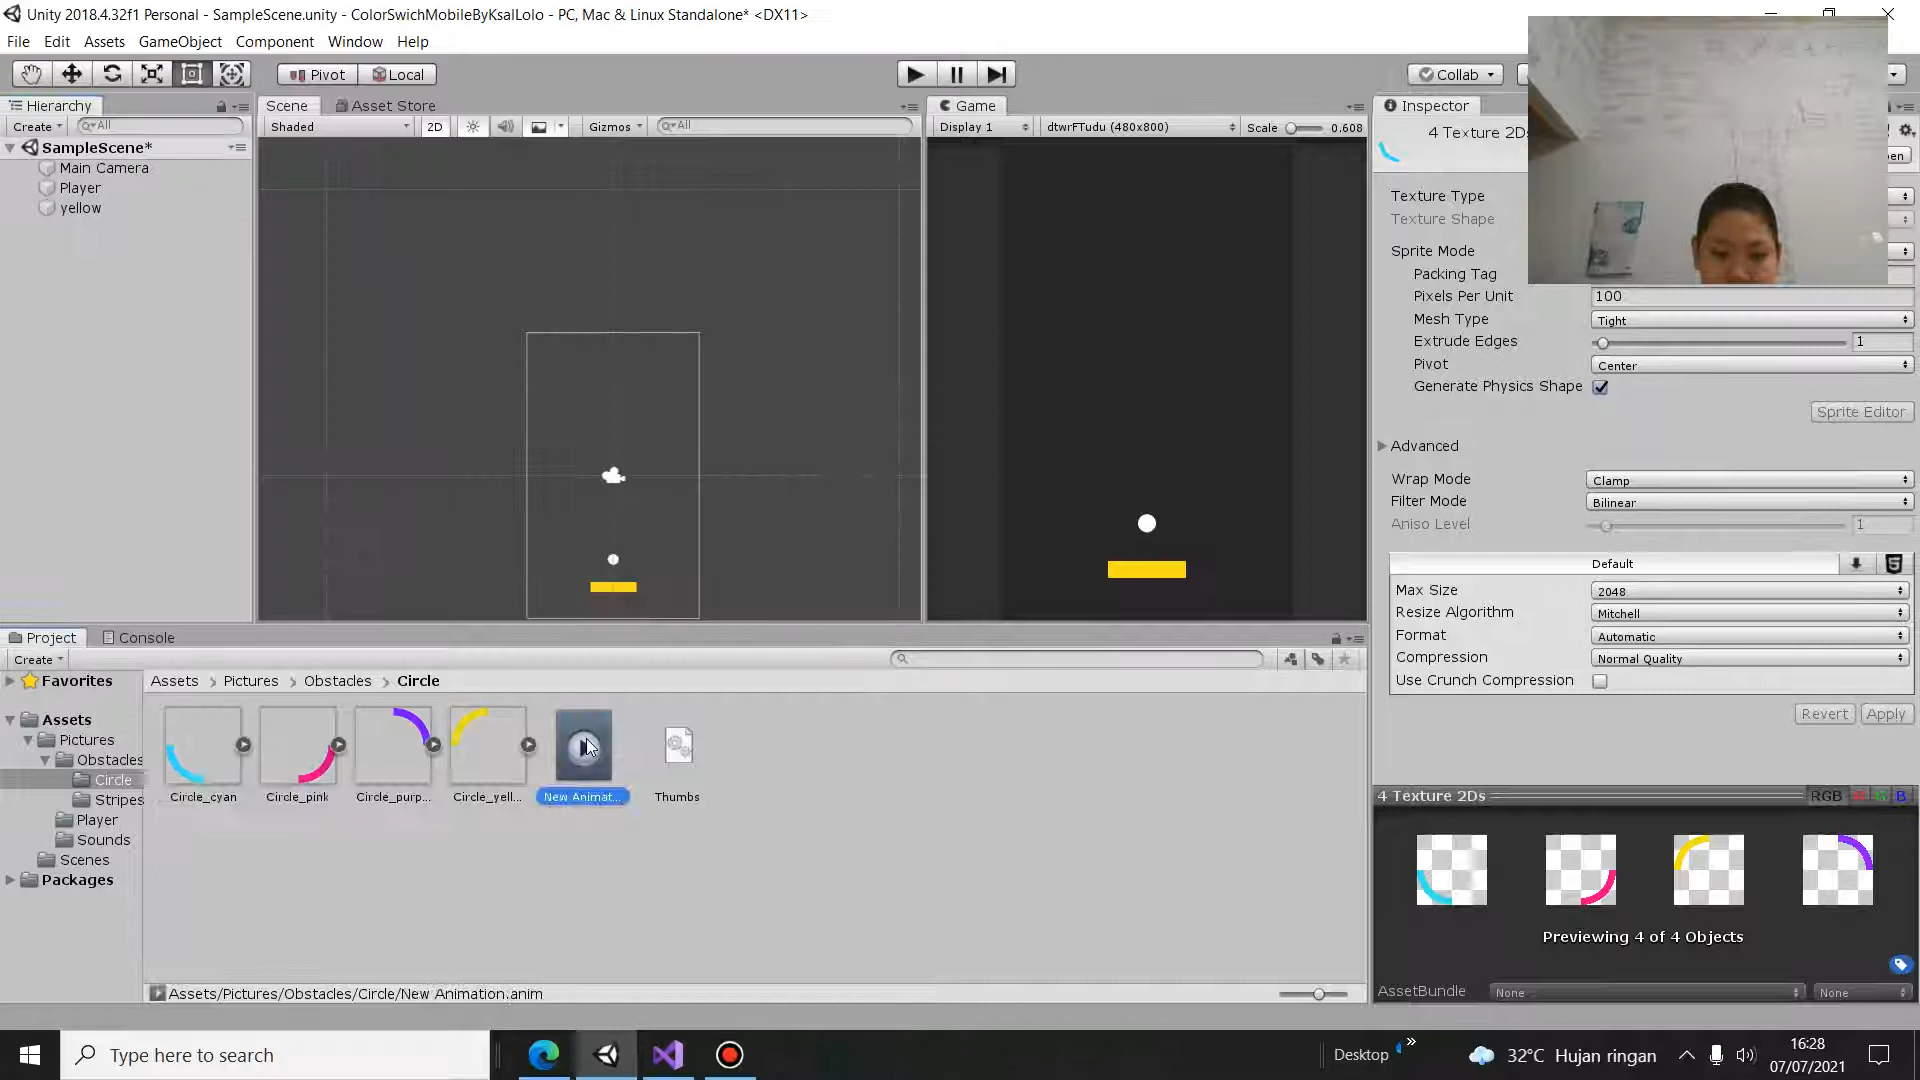 Unity 2018.4.32f1 Personal - SampleScene.unity - ColorSwichMobileByKsalLolo - PC, Mac & Linux Standalone* <DX11>
File Edit Assets GameObject Component Window Help
Pivot Local Collab
Hierarchy Scene Asset Store Game Inspector
Create All Shaded 2D Gizmos All Display 1 dtwrFTudu (480x800) Scale 0.608
4 Texture 2Ds
SampleScene*
Main Camera
Player
yellow
Texture Type
Texture Shape
Sprite Mode
Packing Tag
Pixels Per Unit 100
Mesh Type Tight
Extrude Edges 1
Pivot Center
Generate Physics Shape
Sprite Editor
Advanced
Wrap Mode Clamp
Filter Mode Bilinear
Aniso Level 1
Default
Max Size 2048
Resize Algorithm Mitchell
Format Automatic
Compression Normal Quality
Use Crunch Compression
Revert Apply
Project Console
Create
Favorites
Assets > Pictures > Obstacles > Circle
Assets
Pictures
Obstacles
Circle
Stripes
Player
Sounds
Scenes
Packages
Circle_cyan Circle_pink Circle_purp... Circle_yell... New Animat... Thumbs
4 Texture 2Ds RGB R G B
Previewing 4 of 4 Objects
Assets/Pictures/Obstacles/Circle/New Animation.anim
AssetBundle None None
Type here to search
Desktop » 32°C Hujan ringan 16:28
07/07/2021